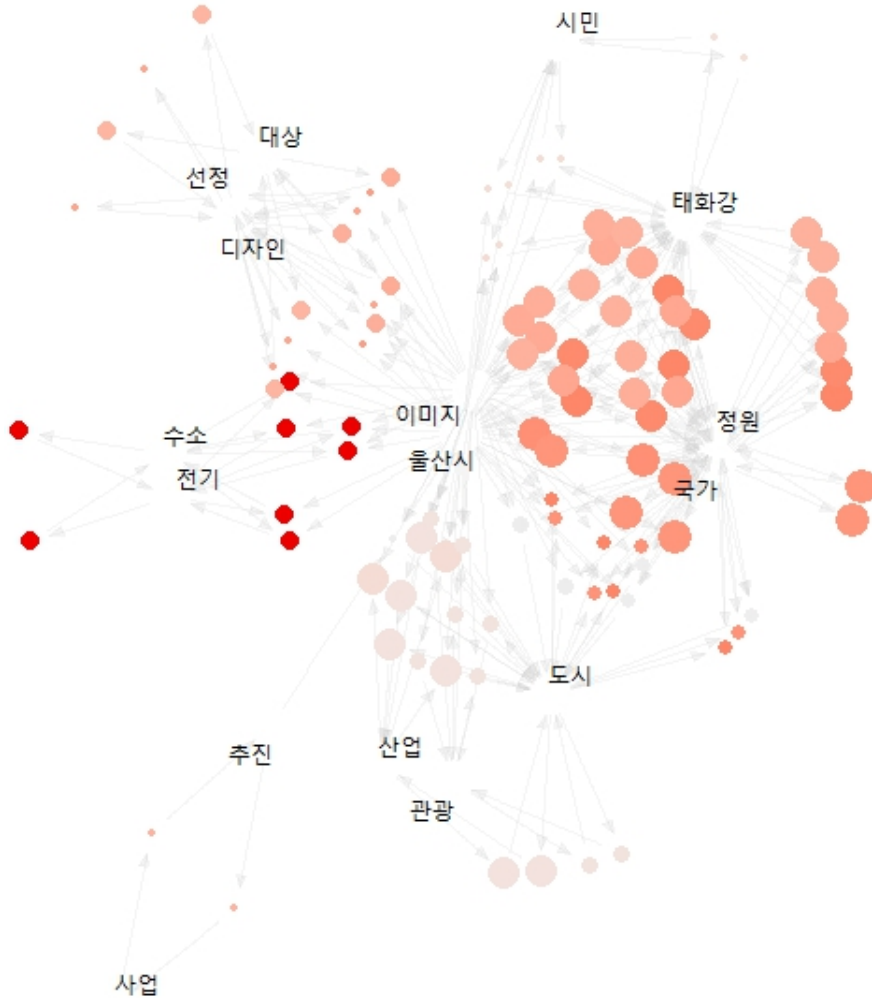 시민
대상
선정
태화강
디자인
이미지
정원
수소
울산시
전기
국가
도시
산업
추진
관광
사업